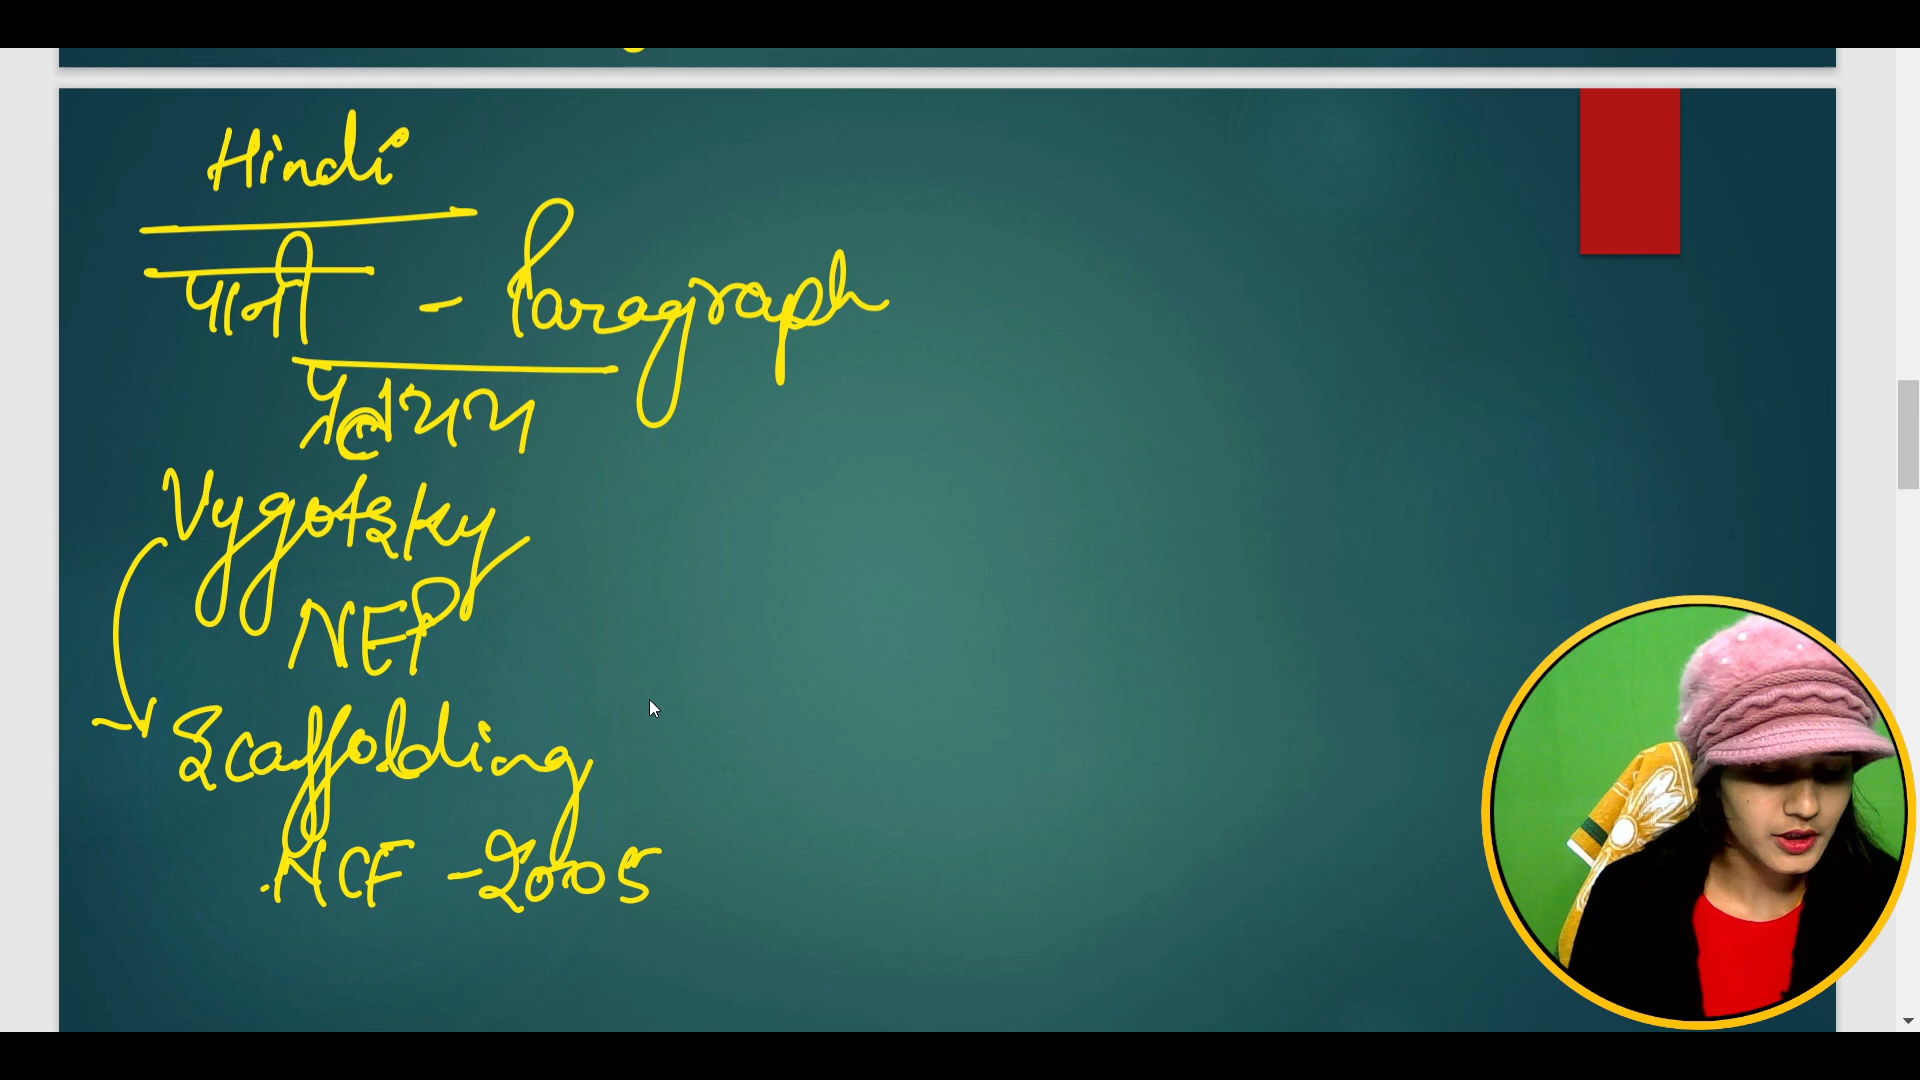 Hindi
पानी - Paragraph
Vygotsky
NEP
Scaffolding
NCF - 2005